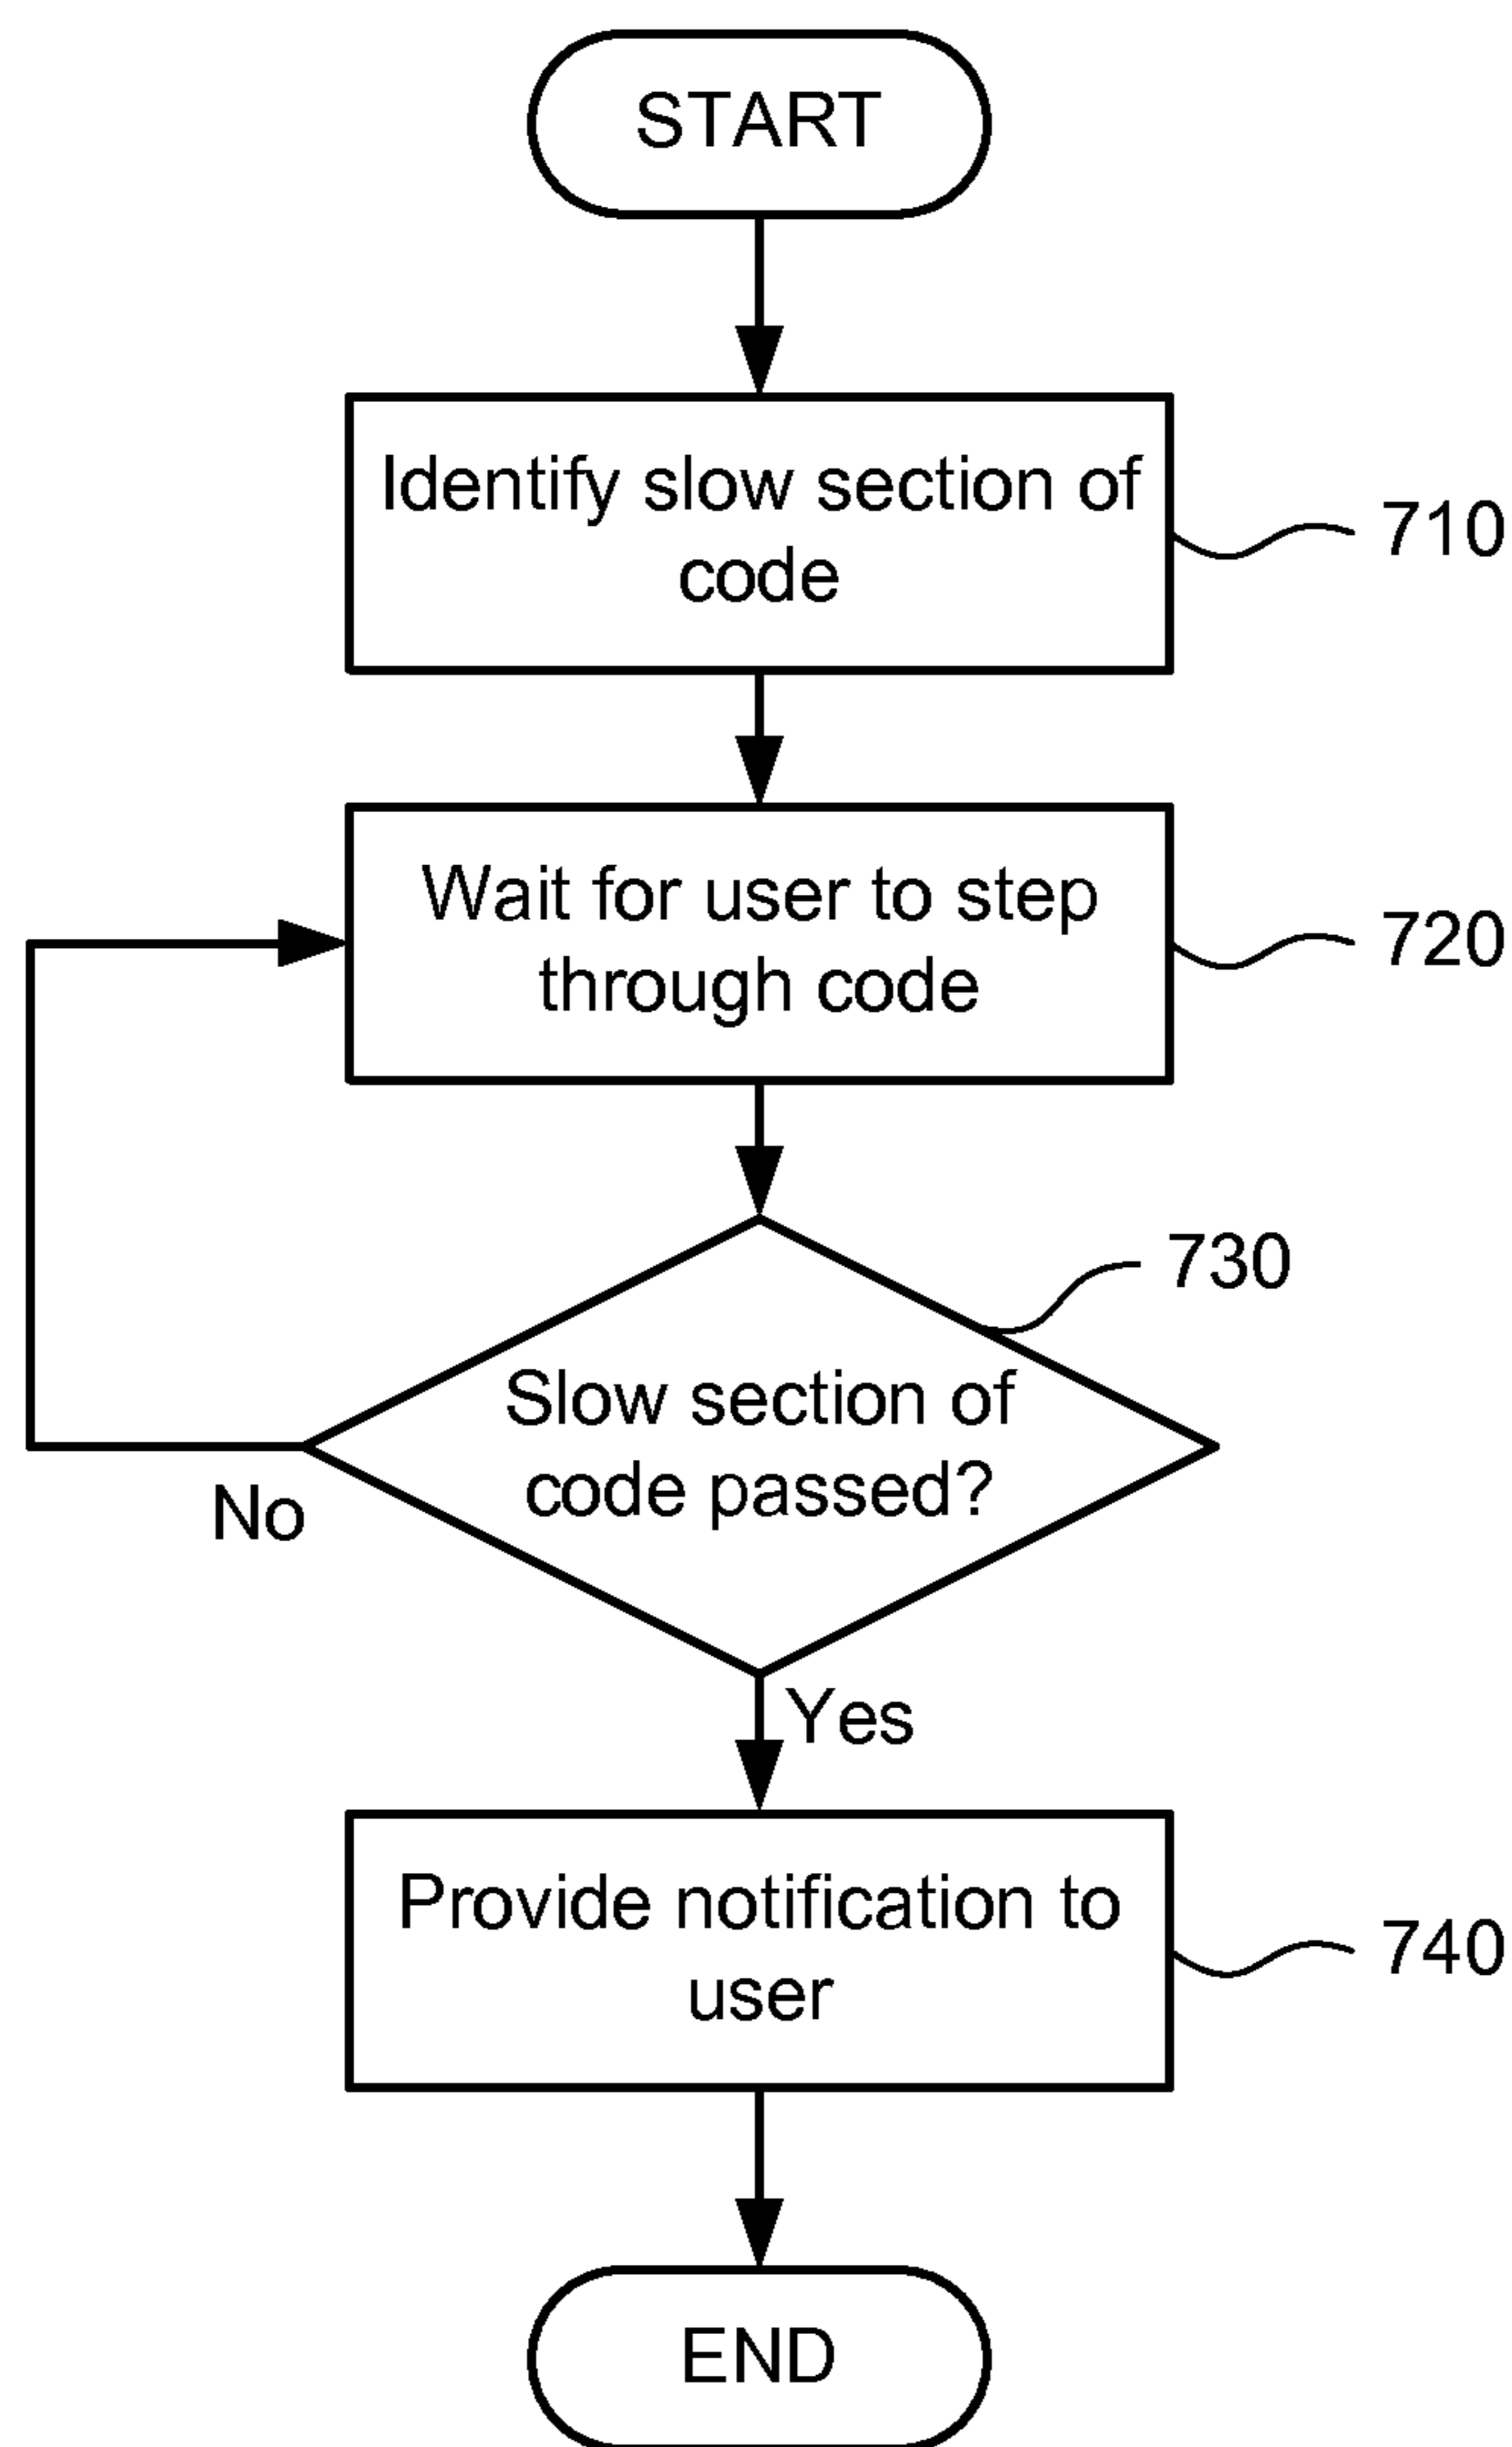 START
Identify slow section of
code
710
Wait for user to step
through code
720
730
Slow section of
code passed?
No
Yes
Provide notification to
user
740
END